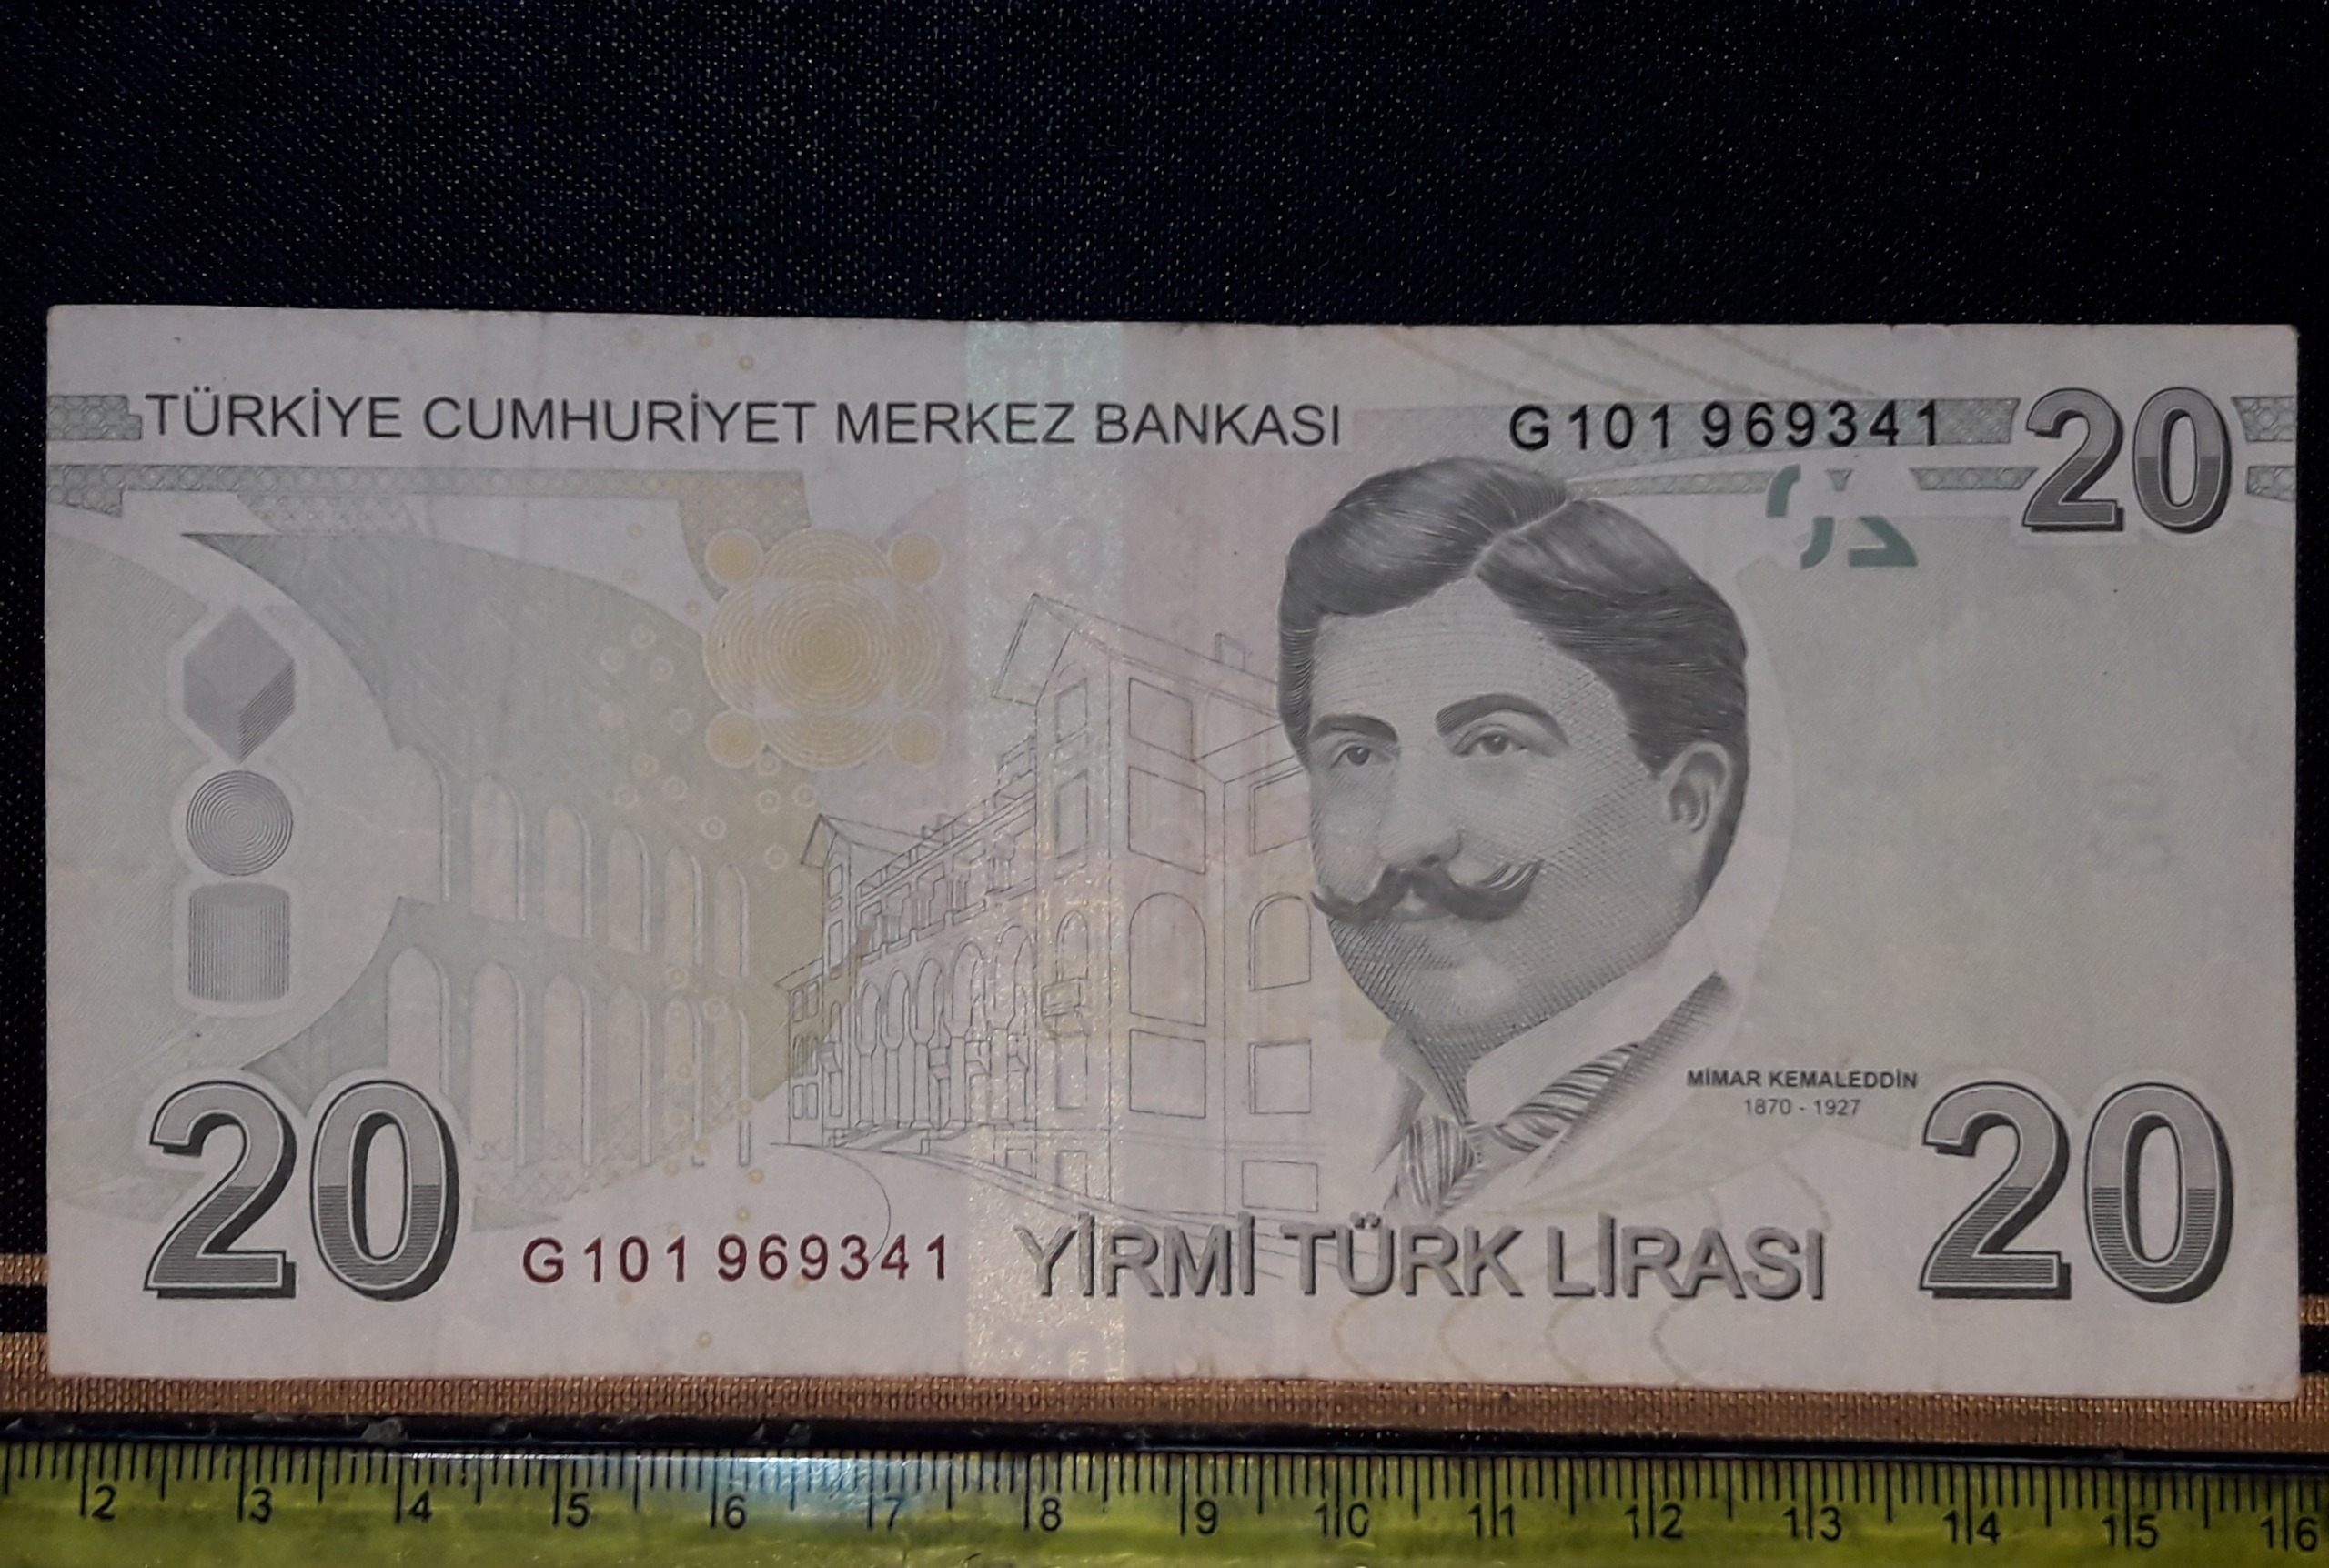 TÜRKİYE CUMHURİYET MERKEZ BANKASI G101 969341 20
MİMAR KEMALEDDİN
1870 - 1927
20 G101 969341 YİRMİ TÜRK LİRASI 20
2 3 4 5 6 7 8 9 10 11 12 13 14 15 16